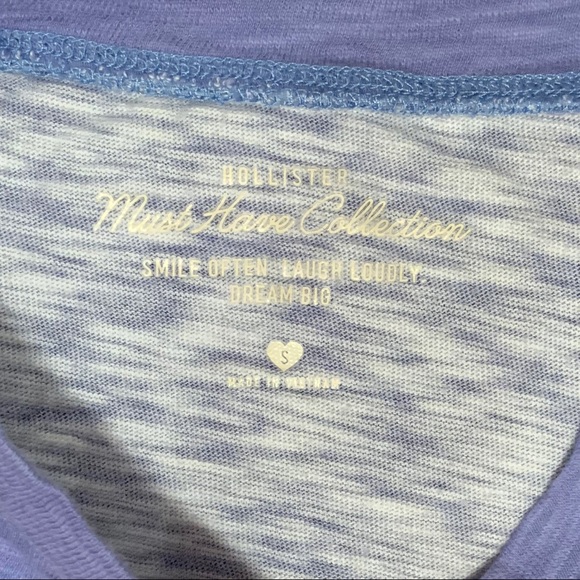 HOLLISTER
Must Have Collection
SMILE OFTEN. LAUGH LOUDLY.
DREAM BIG
S
MADE IN VIETNAM